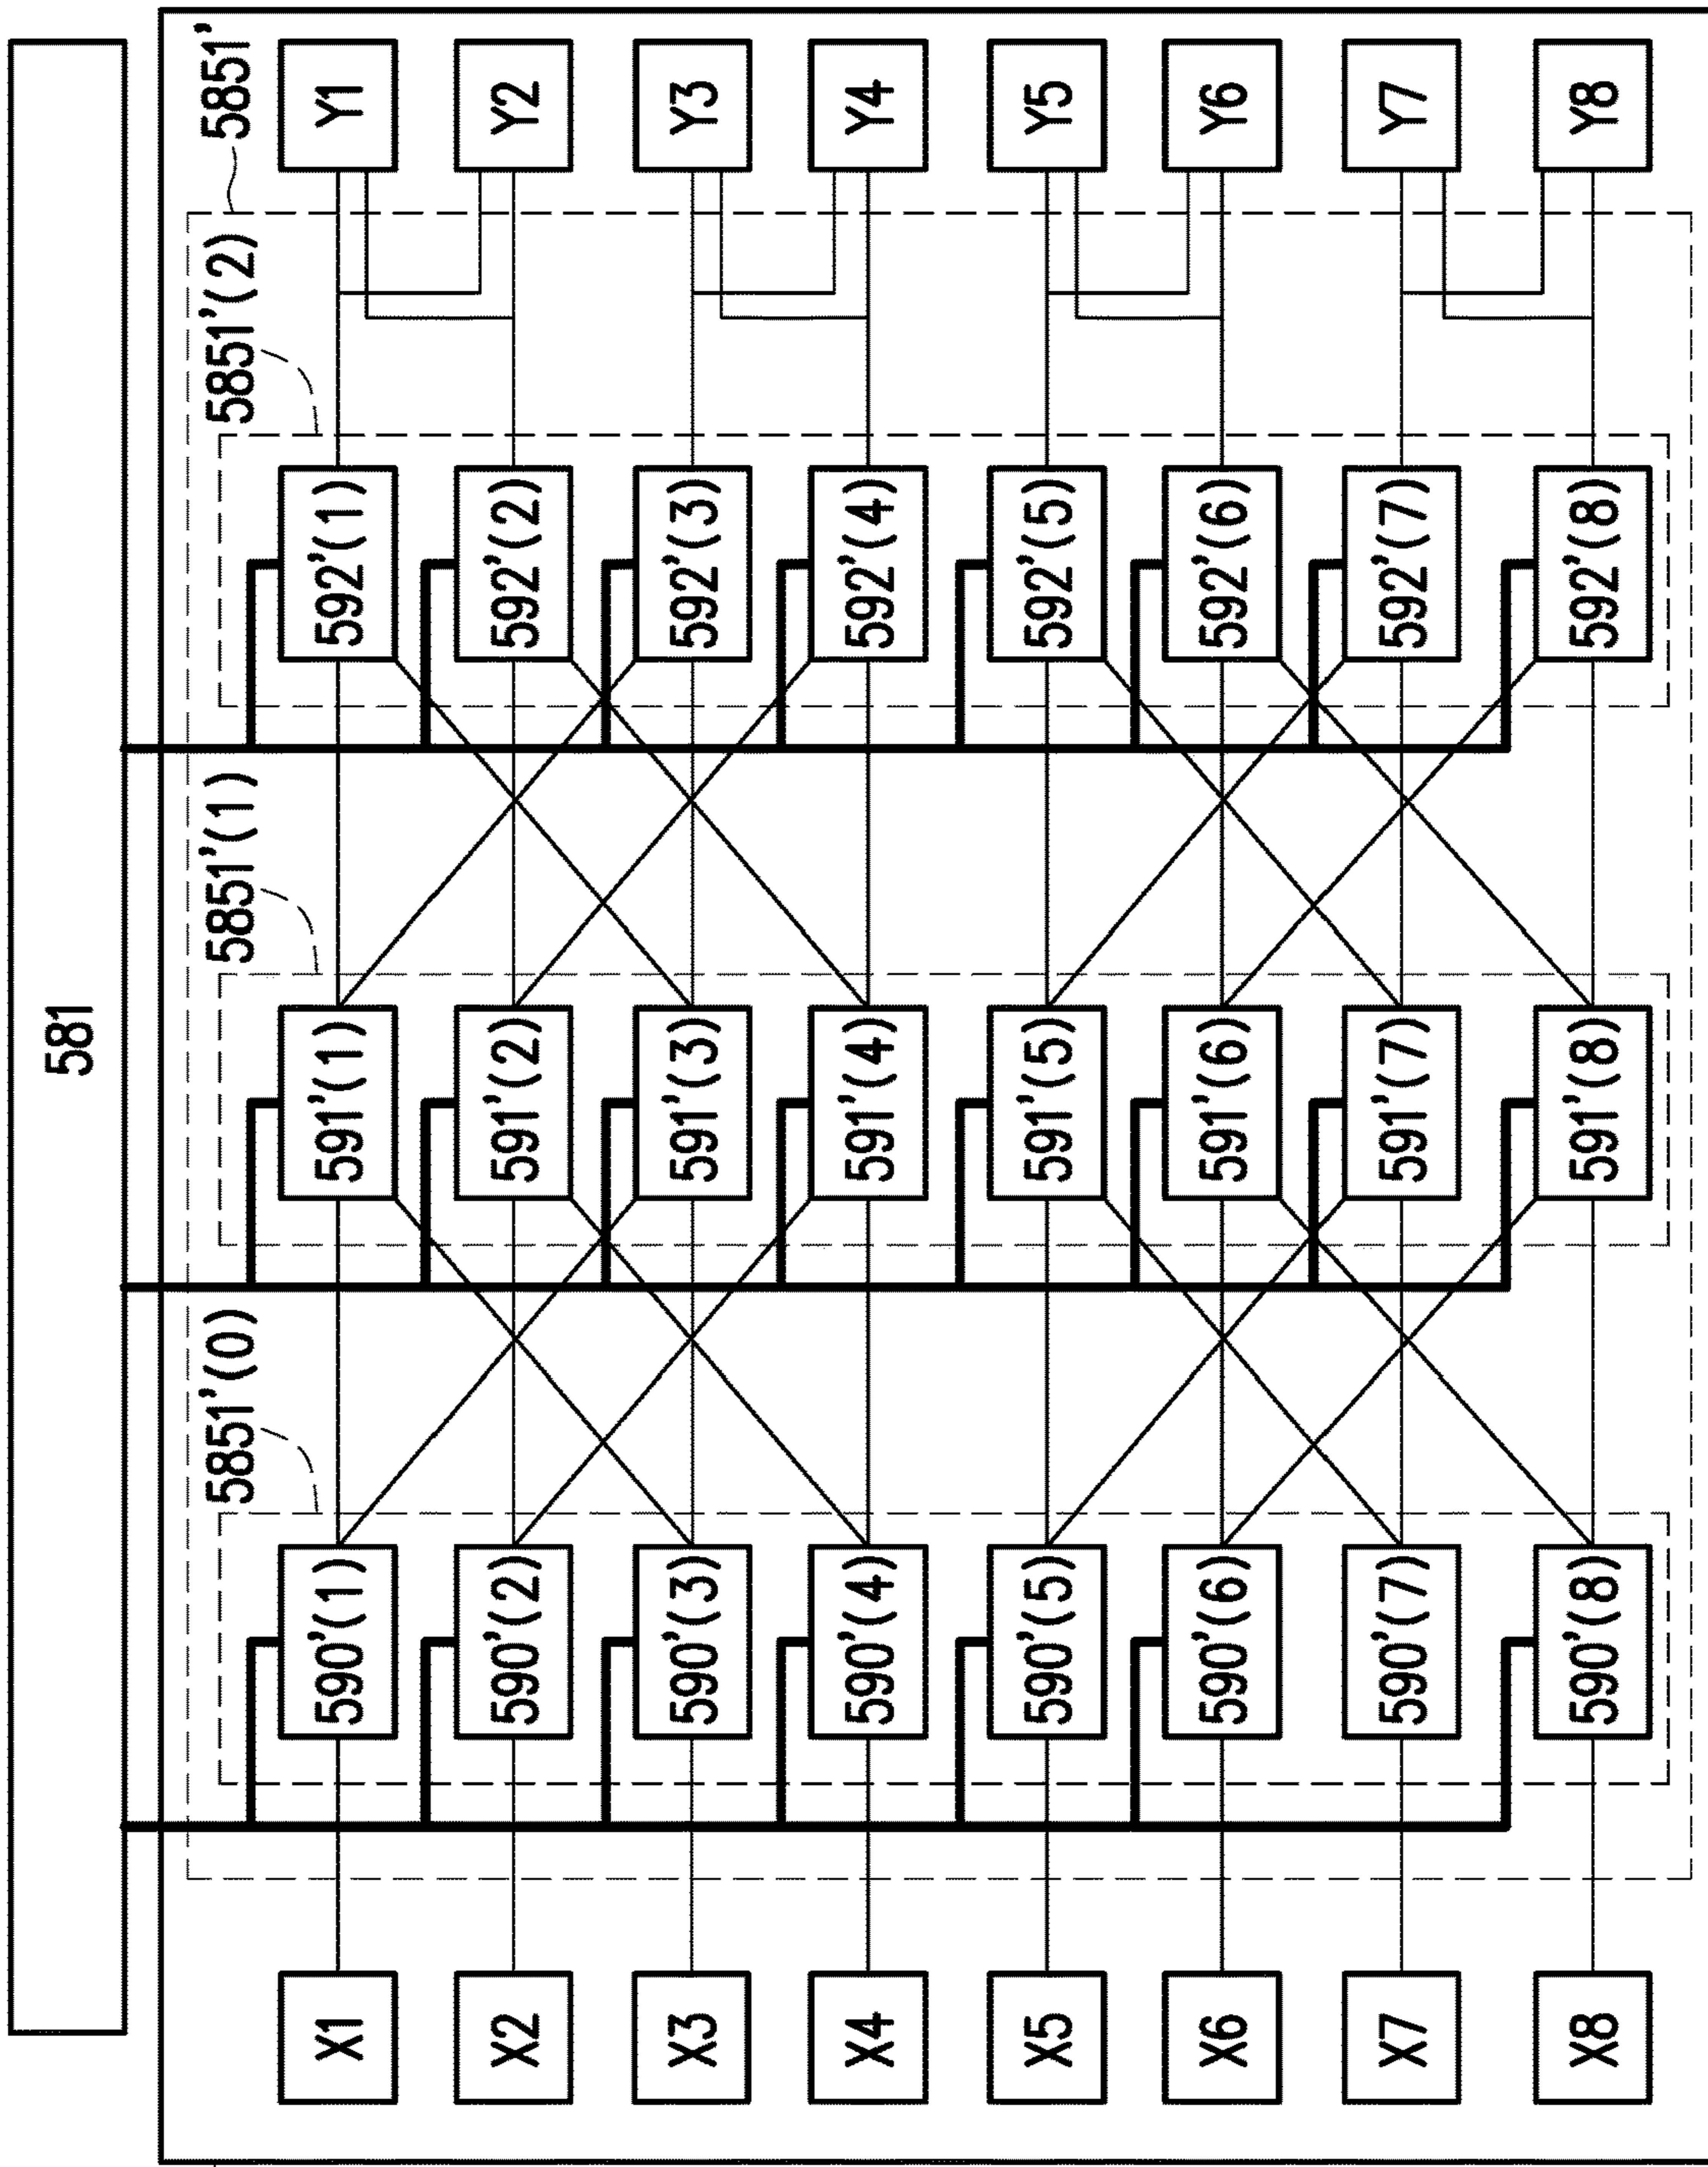 581
5851'
5851'(0)
5851'(1)
5851'(2)
X1
590'(1)
591'(1)
592'(1)
Y1
X2
590'(2)
591'(2)
592'(2)
Y2
X3
590'(3)
591'(3)
592'(3)
Y3
X4
590'(4)
591'(4)
592'(4)
Y4
X5
590'(5)
591'(5)
592'(5)
Y5
X6
590'(6)
591'(6)
592'(6)
Y6
X7
590'(7)
591'(7)
592'(7)
Y7
X8
590'(8)
591'(8)
592'(8)
Y8